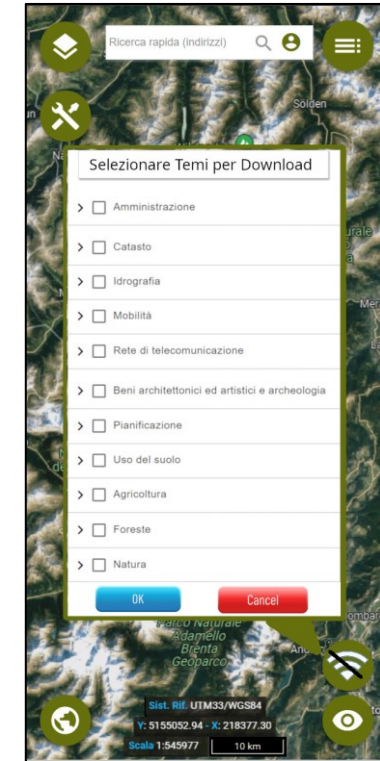 Ricerca rapida (indirizzi)
Sölden
Selezionare Temi per Download
Amministrazione
Catasto
Idrografia
Mobilità
Rete di telecomunicazione
Beni architettonici ed artistici e archeologia
Pianificazione
Uso del suolo
Agricoltura
Foreste
Natura
OK Cancel
Parco Naturale
Adamello
Brenta
Geoparco
Sist. Rif. UTM33/WGS84
Y: 5155052.94 - X: 218377.30
Scala 1:545977 10 km